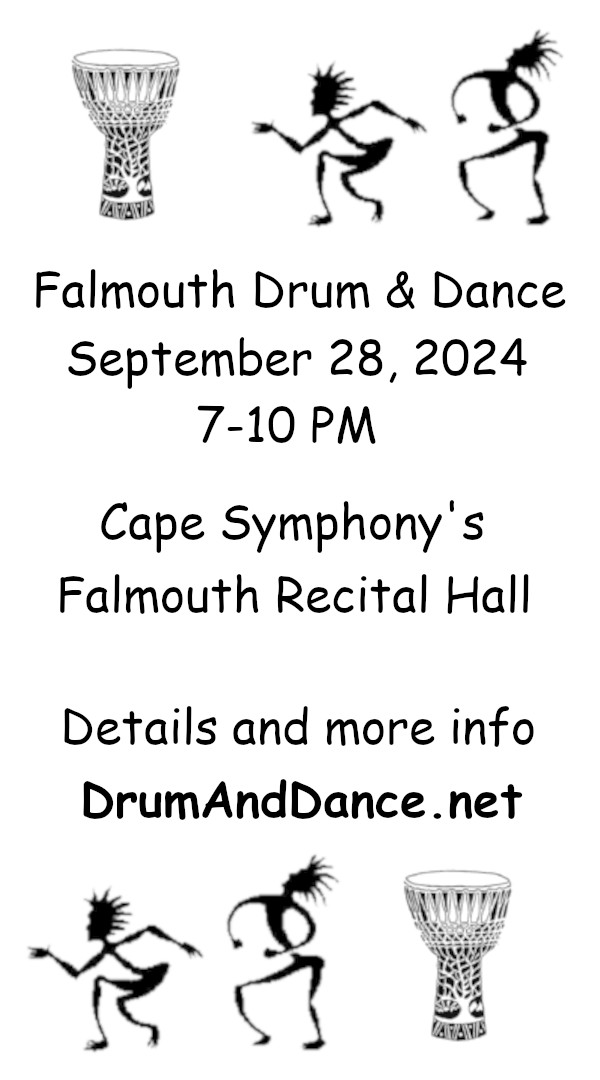 Falmouth Drum & Dance
September 28, 2024
7-10 PM
Cape Symphony's
Falmouth Recital Hall
Details and more info
DrumAndDance.net